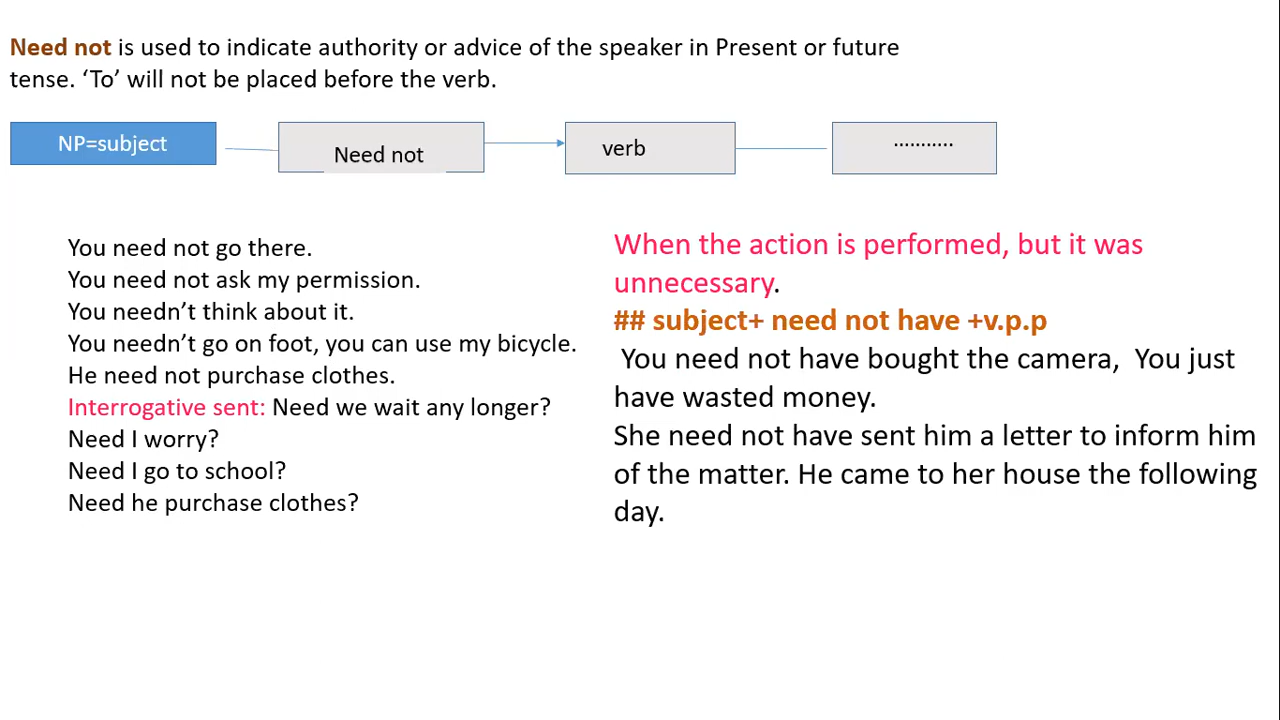 Need not is used to indicate authority or advice of the speaker in Present or future
tense. ‘To’ will not be placed before the verb.
NP=subject
Need not
verb
...........
You need not go there.
You need not ask my permission.
You needn’t think about it.
You needn’t go on foot, you can use my bicycle.
He need not purchase clothes.
Interrogative sent: Need we wait any longer?
Need I worry?
Need I go to school?
Need he purchase clothes?
When the action is performed, but it was
unnecessary.
## subject+ need not have +v.p.p
You need not have bought the camera, You just
have wasted money.
She need not have sent him a letter to inform him
of the matter. He came to her house the following
day.